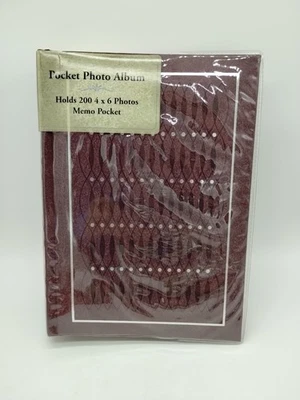 Pocket Photo Album
Holds 200 4 x 6 Photos
Memo Pocket